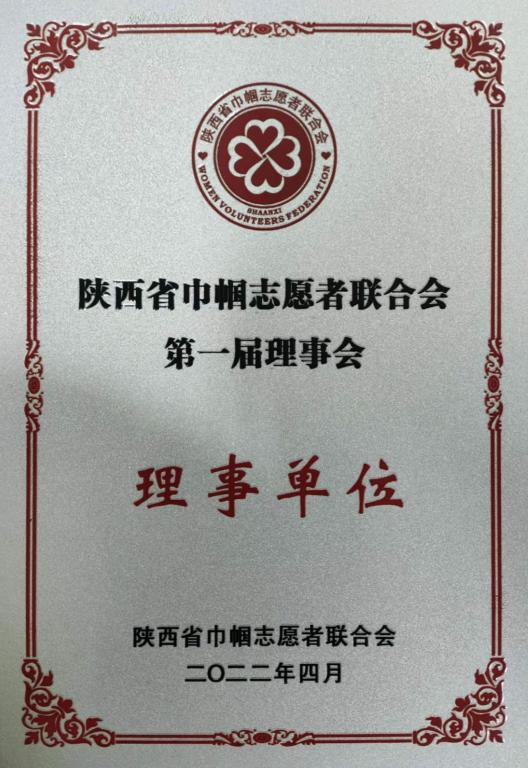 陕西省巾帼志愿者联合会
SHAANXI
WOMEN VOLUNTEERS FEDERATION
陕西省巾帼志愿者联合会
第一届理事会
理事单位
陕西省巾帼志愿者联合会
二〇二二年四月